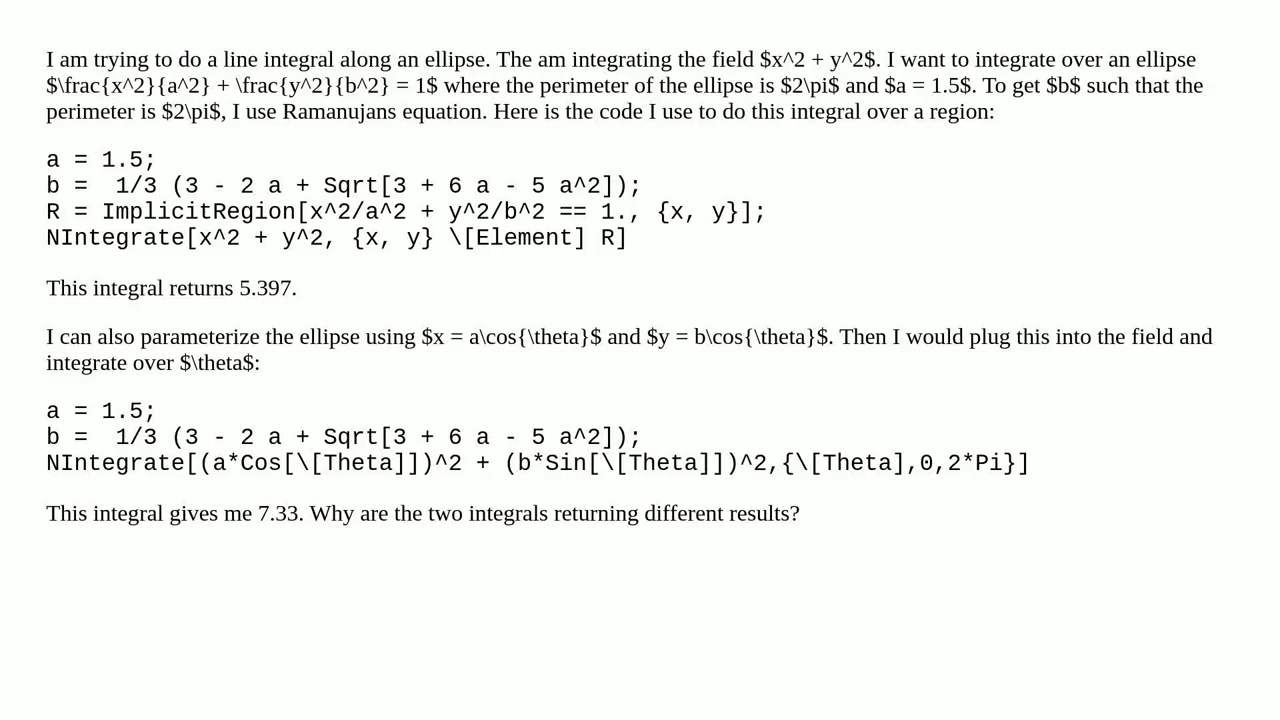 I am trying to do a line integral along an ellipse. The am integrating the field $x^2 + y^2$. I want to integrate over an ellipse
$\frac{x^2}{a^2} + \frac{y^2}{b^2} = 1$ where the perimeter of the ellipse is $2\pi$ and $a = 1.5$. To get $b$ such that the
perimeter is $2\pi$, I use Ramanujans equation. Here is the code I use to do this integral over a region:
a = 1.5;
b =  1/3 (3 - 2 a + Sqrt[3 + 6 a - 5 a^2]);
R = ImplicitRegion[x^2/a^2 + y^2/b^2 == 1., {x, y}];
NIntegrate[x^2 + y^2, {x, y} \[Element] R]
This integral returns 5.397.
I can also parameterize the ellipse using $x = a\cos{\theta}$ and $y = b\cos{\theta}$. Then I would plug this into the field and
integrate over $\theta$:
a = 1.5;
b =  1/3 (3 - 2 a + Sqrt[3 + 6 a - 5 a^2]);
NIntegrate[(a*Cos[\[Theta]])^2 + (b*Sin[\[Theta]])^2,{\[Theta],0,2*Pi}]
This integral gives me 7.33. Why are the two integrals returning different results?